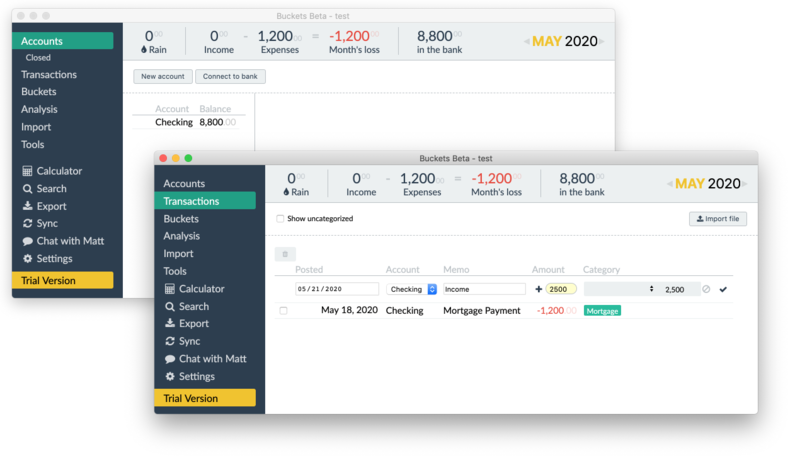 Buckets Beta - test
Accounts
Closed
Transactions
Buckets
Analysis
Import
Tools
Calculator
Search
Export
Sync
Chat with Matt
Settings
Trial Version
0.00 0.00 - 1,200.00 = -1,200.00 8,800.00
Rain Income Expenses Month's loss in the bank
MAY 2020
New account Connect to bank
Account Balance
Checking 8,800.00
Buckets Beta - test
Accounts
Transactions
Buckets
Analysis
Import
Tools
Calculator
Search
Export
Sync
Chat with Matt
Settings
Trial Version
0.00 0.00 - 1,200.00 = -1,200.00 8,800.00
Rain Income Expenses Month's loss in the bank
MAY 2020
Show uncategorized
Import file
Posted Account Memo Amount Category
05/21/2020 Checking Income + 2500 2,500
May 18, 2020 Checking Mortgage Payment -1,200.00 Mortgage